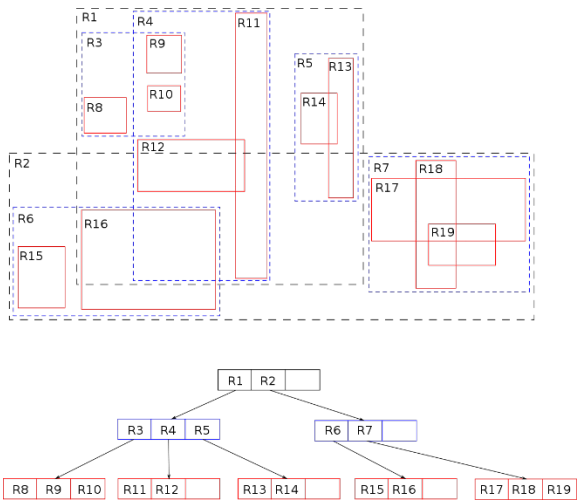 R1
R4
R11
R3
R9
R5
R13
R10
R14
R8
R12
R2
R7
R18
R17
R6
R16
R19
R15
R1 R2
R3 R4 R5
R6 R7
R8 R9 R10
R11 R12
R13 R14
R15 R16
R17 R18 R19